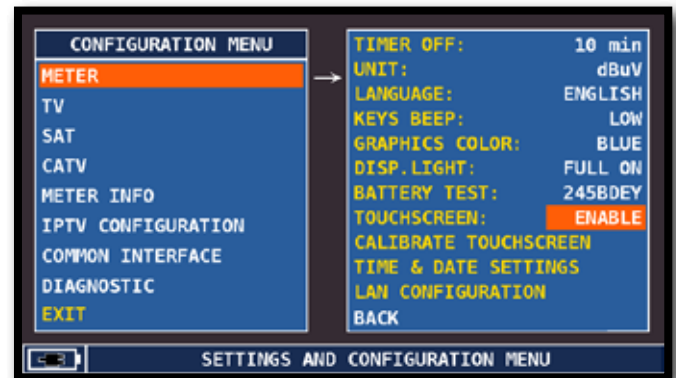 CONFIGURATION MENU
METER
TV
SAT
CATV
METER INFO
IPTV CONFIGURATION
COMMON INTERFACE
DIAGNOSTIC
EXIT
→
TIMER OFF: 10 min
UNIT: dBuV
LANGUAGE: ENGLISH
KEYS BEEP: LOW
GRAPHICS COLOR: BLUE
DISP.LIGHT: FULL ON
BATTERY TEST: 245BDEY
TOUCHSCREEN: ENABLE
CALIBRATE TOUCHSCREEN
TIME & DATE SETTINGS
LAN CONFIGURATION
BACK
SETTINGS AND CONFIGURATION MENU